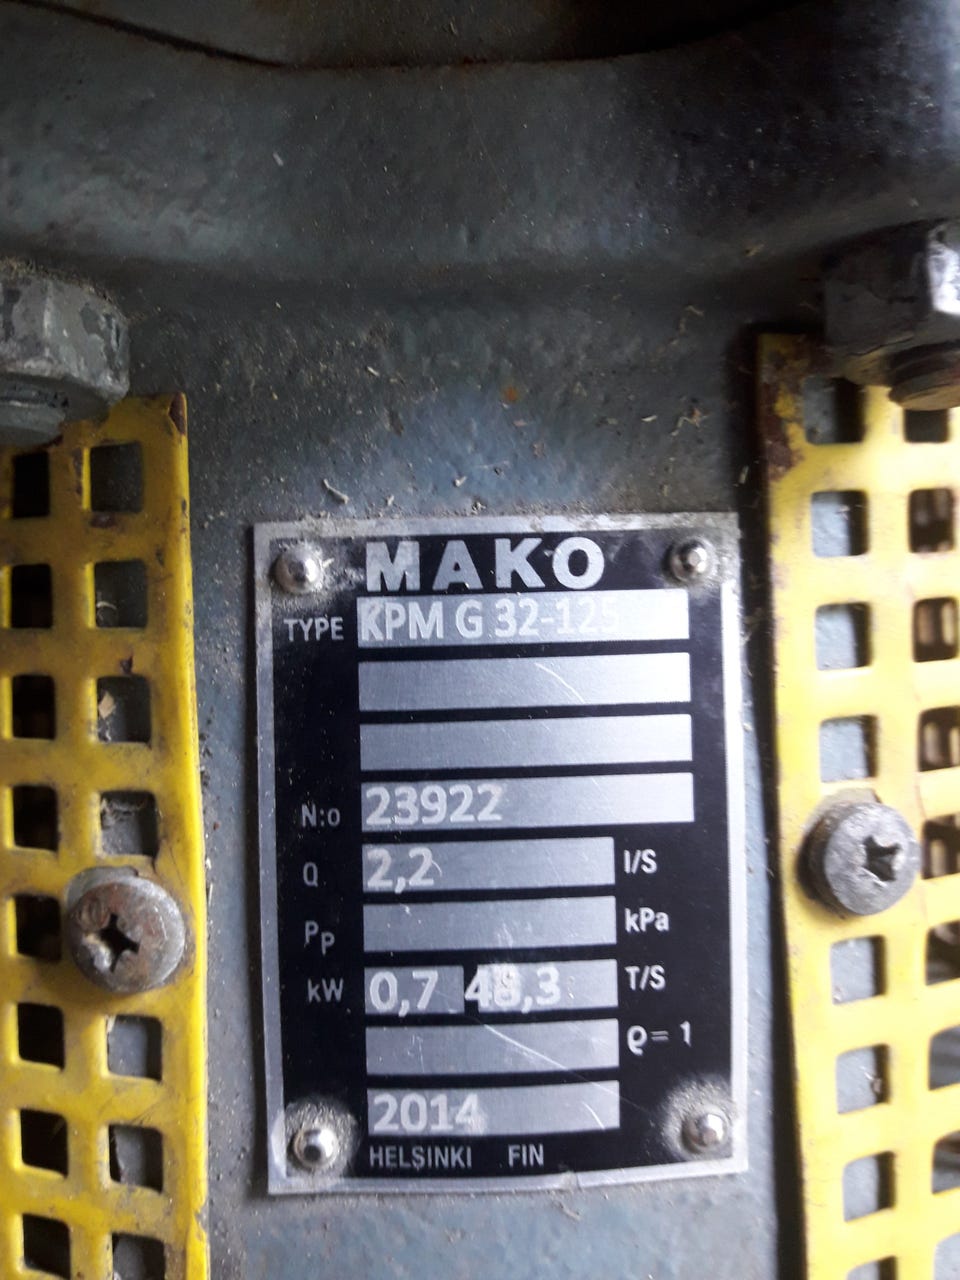 MAKO
TYPE KPM G 32-125
N:o 23922
Q 2,2 l/S
Pp kPa
kW 0,7 48,3 T/S
ϱ = 1
2014
HELSINKI FIN